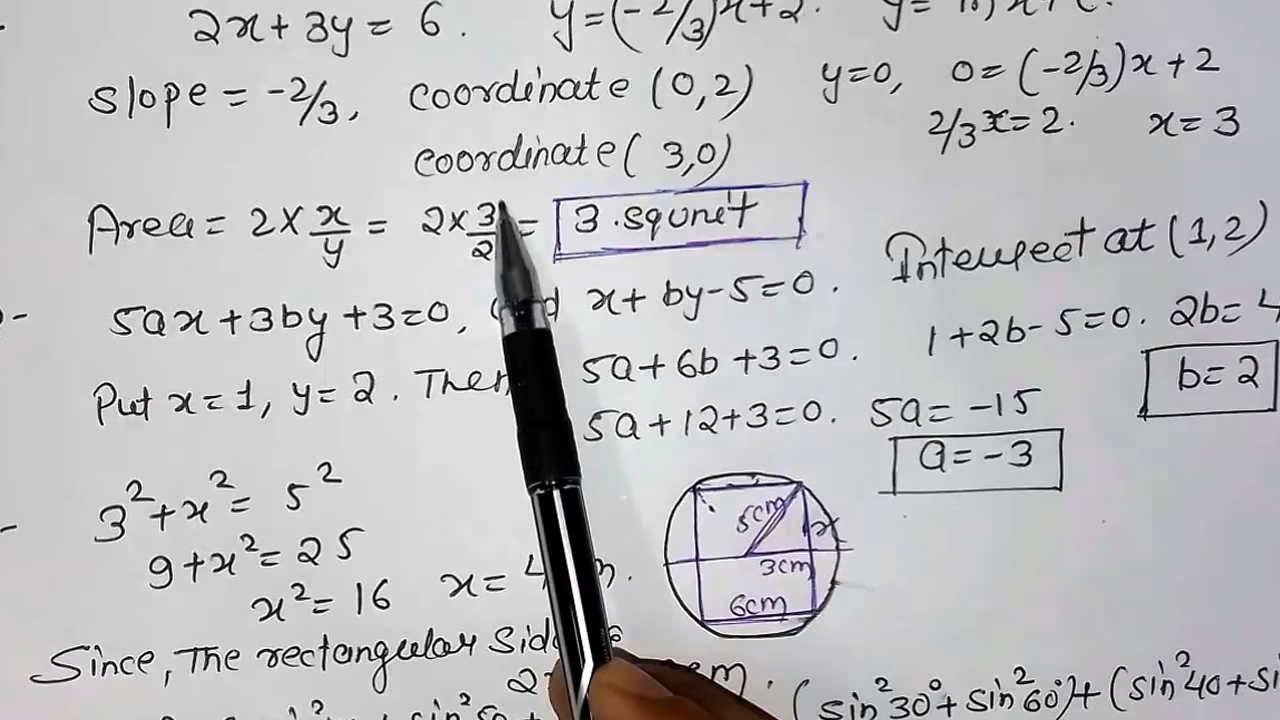 2x + 3y = 6. y = (-2/3)x + 2.
slope = -2/3, coordinate (0,2) y=0, 0 = (-2/3)x + 2
coordinate (3,0) 2/3 x = 2. x = 3
Area = 2 × x/y = 2 × 3/2 = 3 . sq unit
5ax + 3by + 3 = 0, x + by - 5 = 0. Intersect at (1,2)
Put x = 1, y = 2. Then 5a + 6b + 3 = 0. 1 + 2b - 5 = 0. 2b = 4
5a + 12 + 3 = 0. 5a = -15 b = 2
a = -3
3² + x² = 5²
9 + x² = 25
x² = 16 x = 4
5cm x
3cm
6cm
Since, The rectangular
(sin²30° + sin²60°) + (sin²40 +